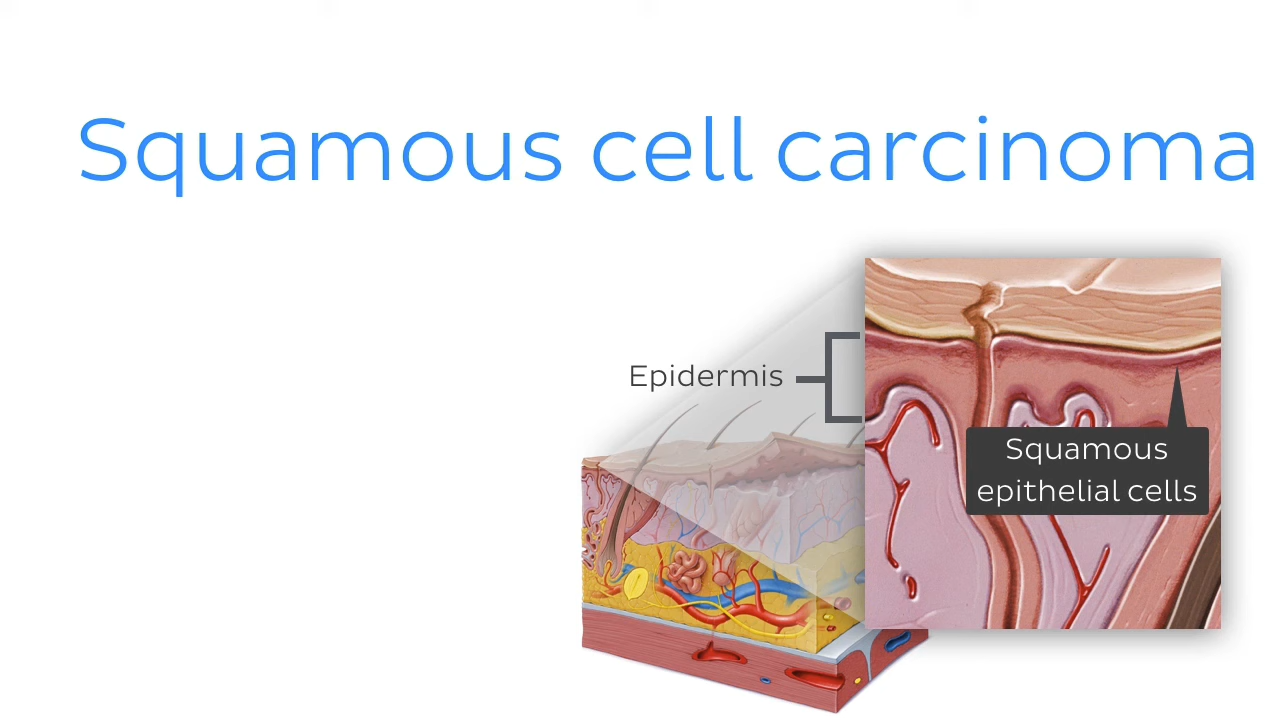 Squamous cell carcinoma
Epidermis
Squamous
epithelial cells